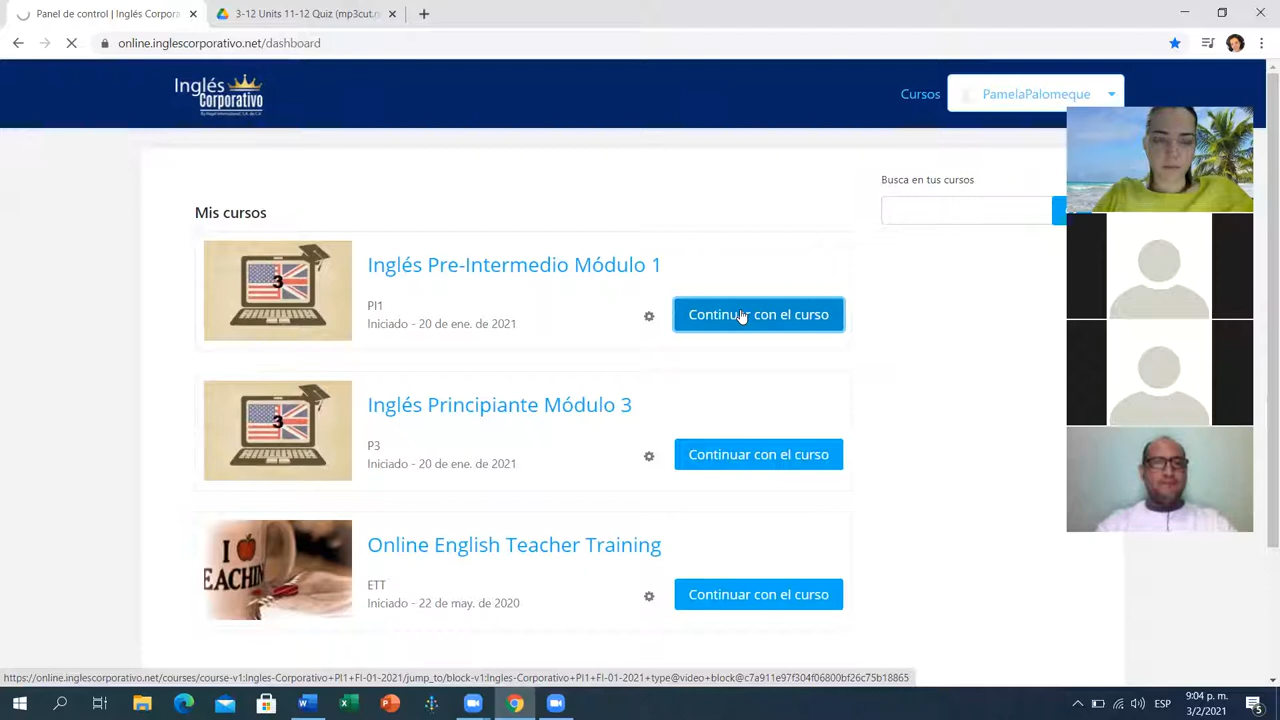 Panel de control | Inglés Corpora
3-12 Units 11-12 Quiz (mp3cut.n
online.inglescorporativo.net/dashboard
Inglés
Corporativo
Cursos
PamelaPalomeque
Busca en tus cursos
Mis cursos
3
Inglés Pre-Intermedio Módulo 1
PI1
Iniciado - 20 de ene. de 2021
Continuar con el curso
3
Inglés Principiante Módulo 3
P3
Iniciado - 20 de ene. de 2021
Continuar con el curso
I
EACHIN
Online English Teacher Training
ETT
Iniciado - 22 de may. de 2020
Continuar con el curso
https://online.inglescorporativo.net/courses/course-v1:Ingles-Corporativo+PI1+FI-01-2021/jump_to/block-v1:Ingles-Corporativo+PI1+FI-01-2021+type@video+block@c7a911e97f304f06800bf26c75b18865
ESP
9:04 p. m.
3/2/2021
5